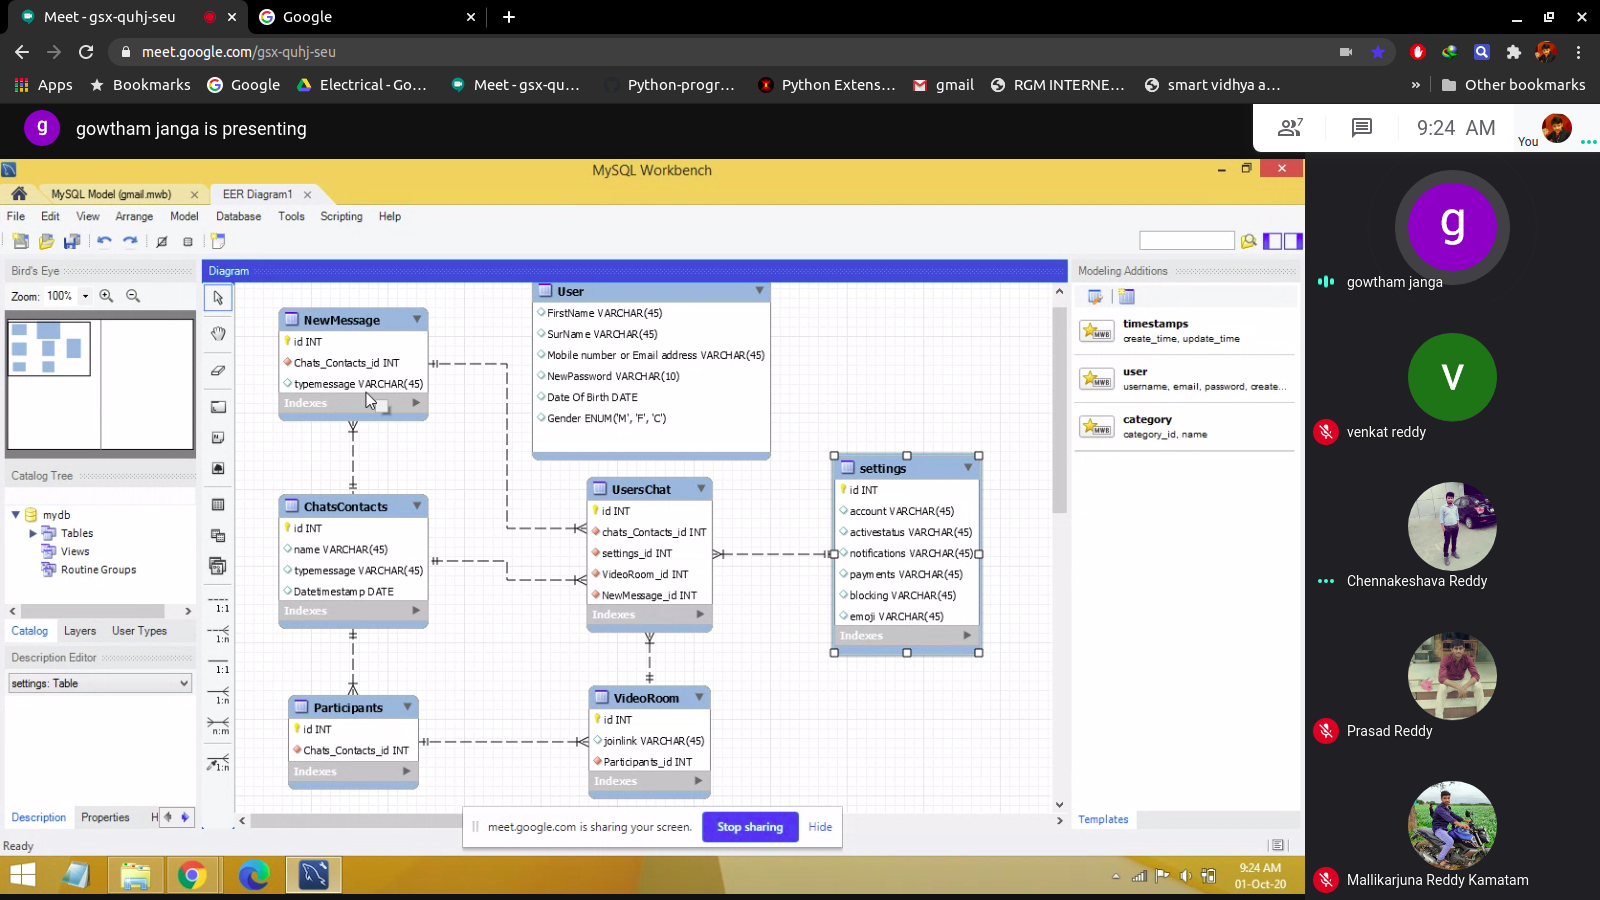 Meet - gsx-quhj-seu
Google
meet.google.com/gsx-quhj-seu
Apps
Bookmarks
Google
Electrical - Go...
Meet - gsx-qu...
Python-progr...
Python Extens...
gmail
RGM INTERNE...
smart vidhya a...
»
Other bookmarks
g
gowtham janga is presenting
7
9:24 AM
You
MySQL Workbench
MySQL Model (gmail.mwb)
EER Diagram1
File
Edit
View
Arrange
Model
Database
Tools
Scripting
Help
Bird's Eye
Zoom: 100%
Catalog Tree
mydb
Tables
Views
Routine Groups
Catalog
Layers
User Types
Description Editor
settings: Table
Description
Properties
H
Ready
Diagram
1:1
1:n
1:1
1:n
n:m
1:n
NewMessage
id INT
Chats_Contacts_id INT
typemessage VARCHAR(45)
Indexes
User
FirstName VARCHAR(45)
SurName VARCHAR(45)
Mobile number or Email address VARCHAR(45)
NewPassword VARCHAR(10)
Date Of Birth DATE
Gender ENUM('M', 'F', 'C')
ChatsContacts
id INT
name VARCHAR(45)
typemessage VARCHAR(45)
Datetimestamp DATE
Indexes
UsersChat
id INT
chats_Contacts_id INT
settings_id INT
VideoRoom_id INT
NewMessage_id INT
Indexes
settings
id INT
account VARCHAR(45)
activestatus VARCHAR(45)
notifications VARCHAR(45)
payments VARCHAR(45)
blocking VARCHAR(45)
emoji VARCHAR(45)
Indexes
Participants
id INT
Chats_Contacts_id INT
Indexes
VideoRoom
id INT
joinlink VARCHAR(45)
Participants_id INT
Indexes
Modeling Additions
MWB
timestamps
create_time, update_time
MWB
user
username, email, password, create...
MWB
category
category_id, name
Templates
meet.google.com is sharing your screen.
Stop sharing
Hide
9:24 AM
01-Oct-20
g
gowtham janga
V
venkat reddy
Chennakeshava Reddy
Prasad Reddy
Mallikarjuna Reddy Kamatam